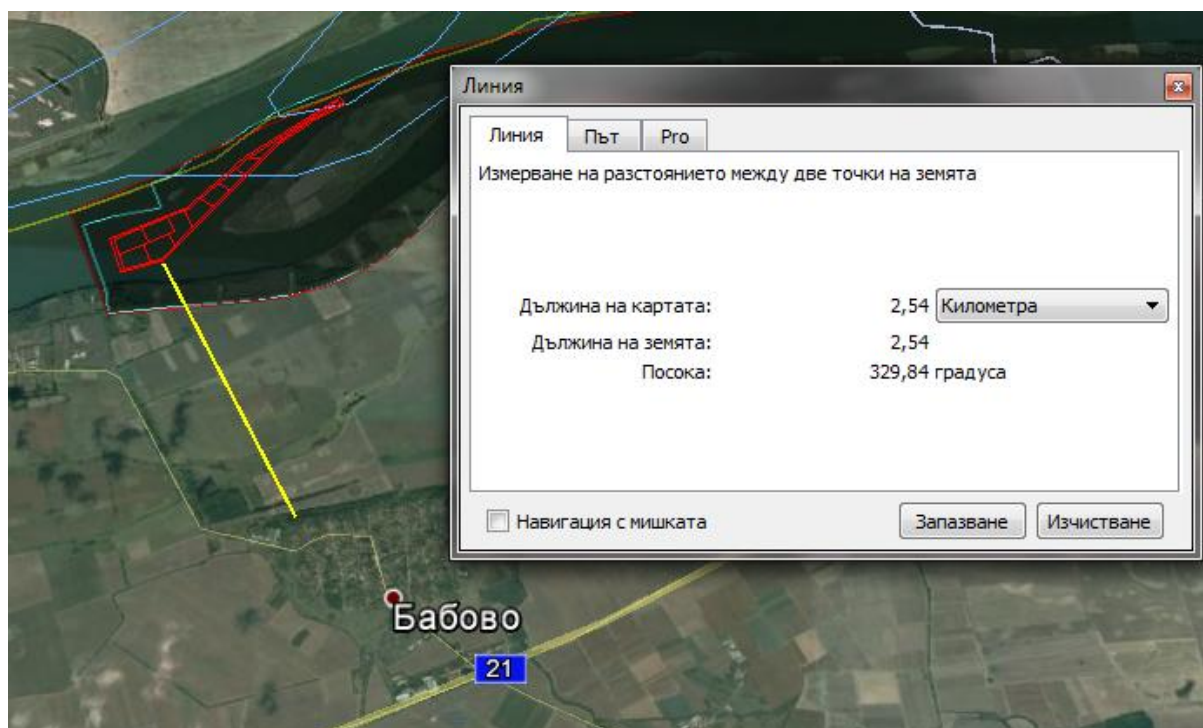 Линия
Линия Път Pro
Измерване на разстоянието между две точки на земята
Дължина на картата: 2,54 Километра
Дължина на земята: 2,54
Посока: 329,84 градуса
Навигация с мишката Запазване Изчистване
Бабово
21